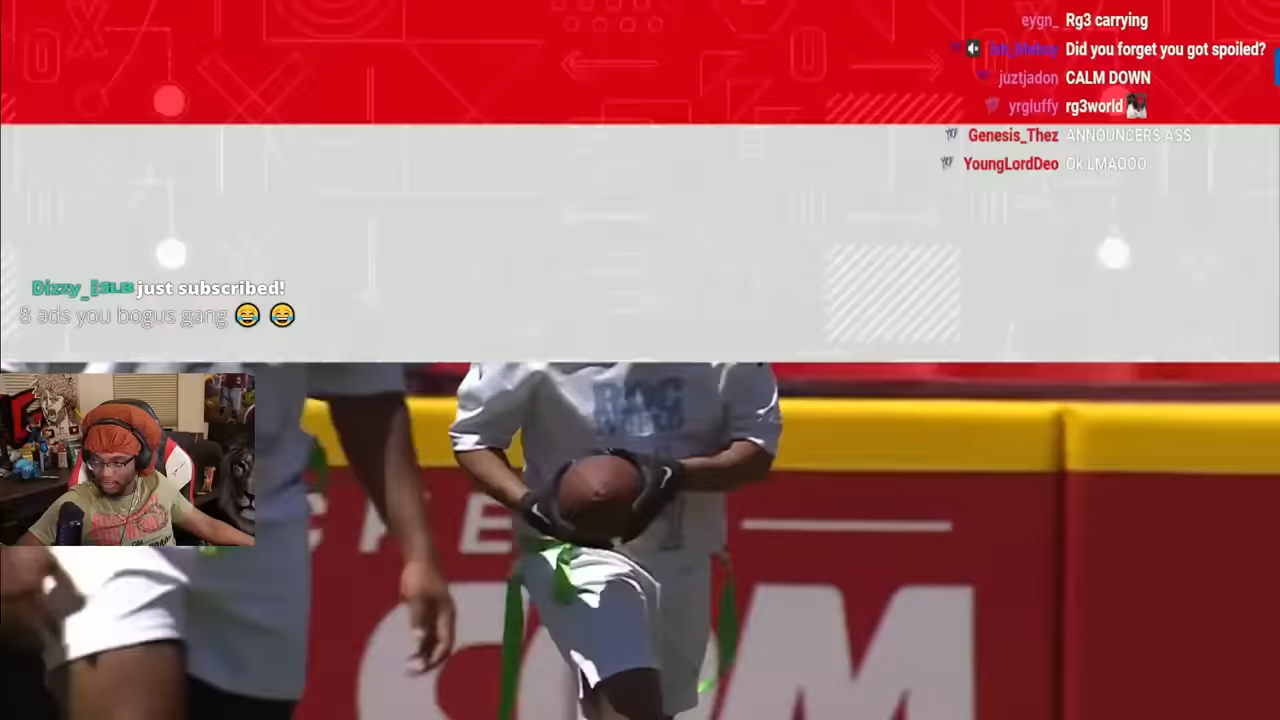 eygn_ Rg3 carrying
Did you forget you got spoiled?
juztjadon CALM DOWN
yrgluffy rg3world
Genesis_Thez ANNOUNCERS ASS
YoungLordDeo Ok LMAOOO
just subscribed!
8 ads you bogus gang 😂 😂
COM